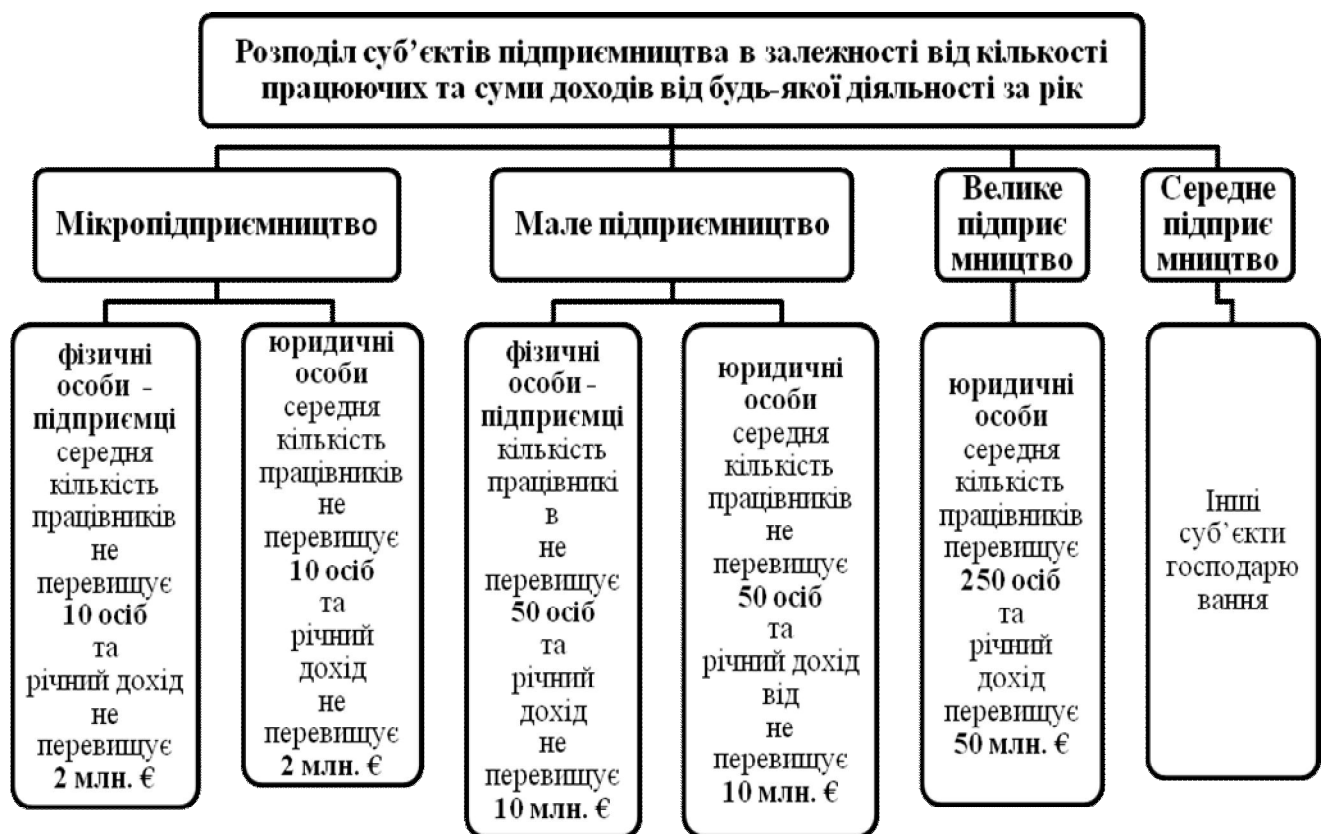 Розподіл суб’єктів підприємництва в залежності від кількості
працюючих та суми доходів від будь-якої діяльності за рік
Мікропідприємництво
Мале підприємництво
Велике
підприє
мництво
Середне
підприє
мництво
фізичні
особи -
підприємці
середня
кількість
працівників
не
перевищує
10 осіб
та
річний дохід
не
перевищує
2 млн. €
юридичні
особи
середня
кількість
працівників
не
перевищує
10 осіб
та
річний
дохід
не
перевищує
2 млн. €
фізичні
особи -
підприємці
кількість
працівникі
в
не
перевищує
50 осіб
та
річний
дохід
не
перевищує
10 млн. €
юридичні
особи
середня
кількість
працівників
не
перевищує
50 осіб
та
річний дохід
від
не
перевищує
10 млн. €
юридичні
особи
середня
кількість
працівників
перевищує
250 осіб
та
річний
дохід
перевищує
50 млн. €
Інші
суб’єкти
господарю
вання